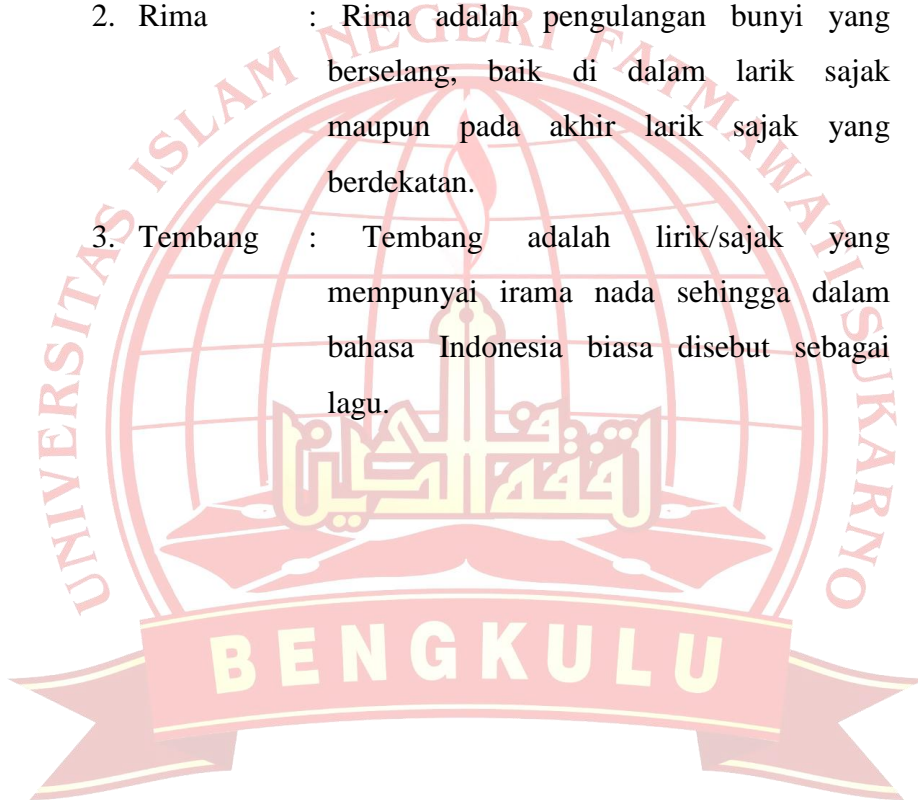 2. Rima : Rima adalah pengulangan bunyi yang
berselang, baik di dalam larik sajak
maupun pada akhir larik sajak yang
berdekatan.
3. Tembang : Tembang adalah lirik/sajak yang
mempunyai irama nada sehingga dalam
bahasa Indonesia biasa disebut sebagai
lagu.
UNIVERSITAS ISLAM NEGERI FATMAWATI SUKARNO
BENGKULU